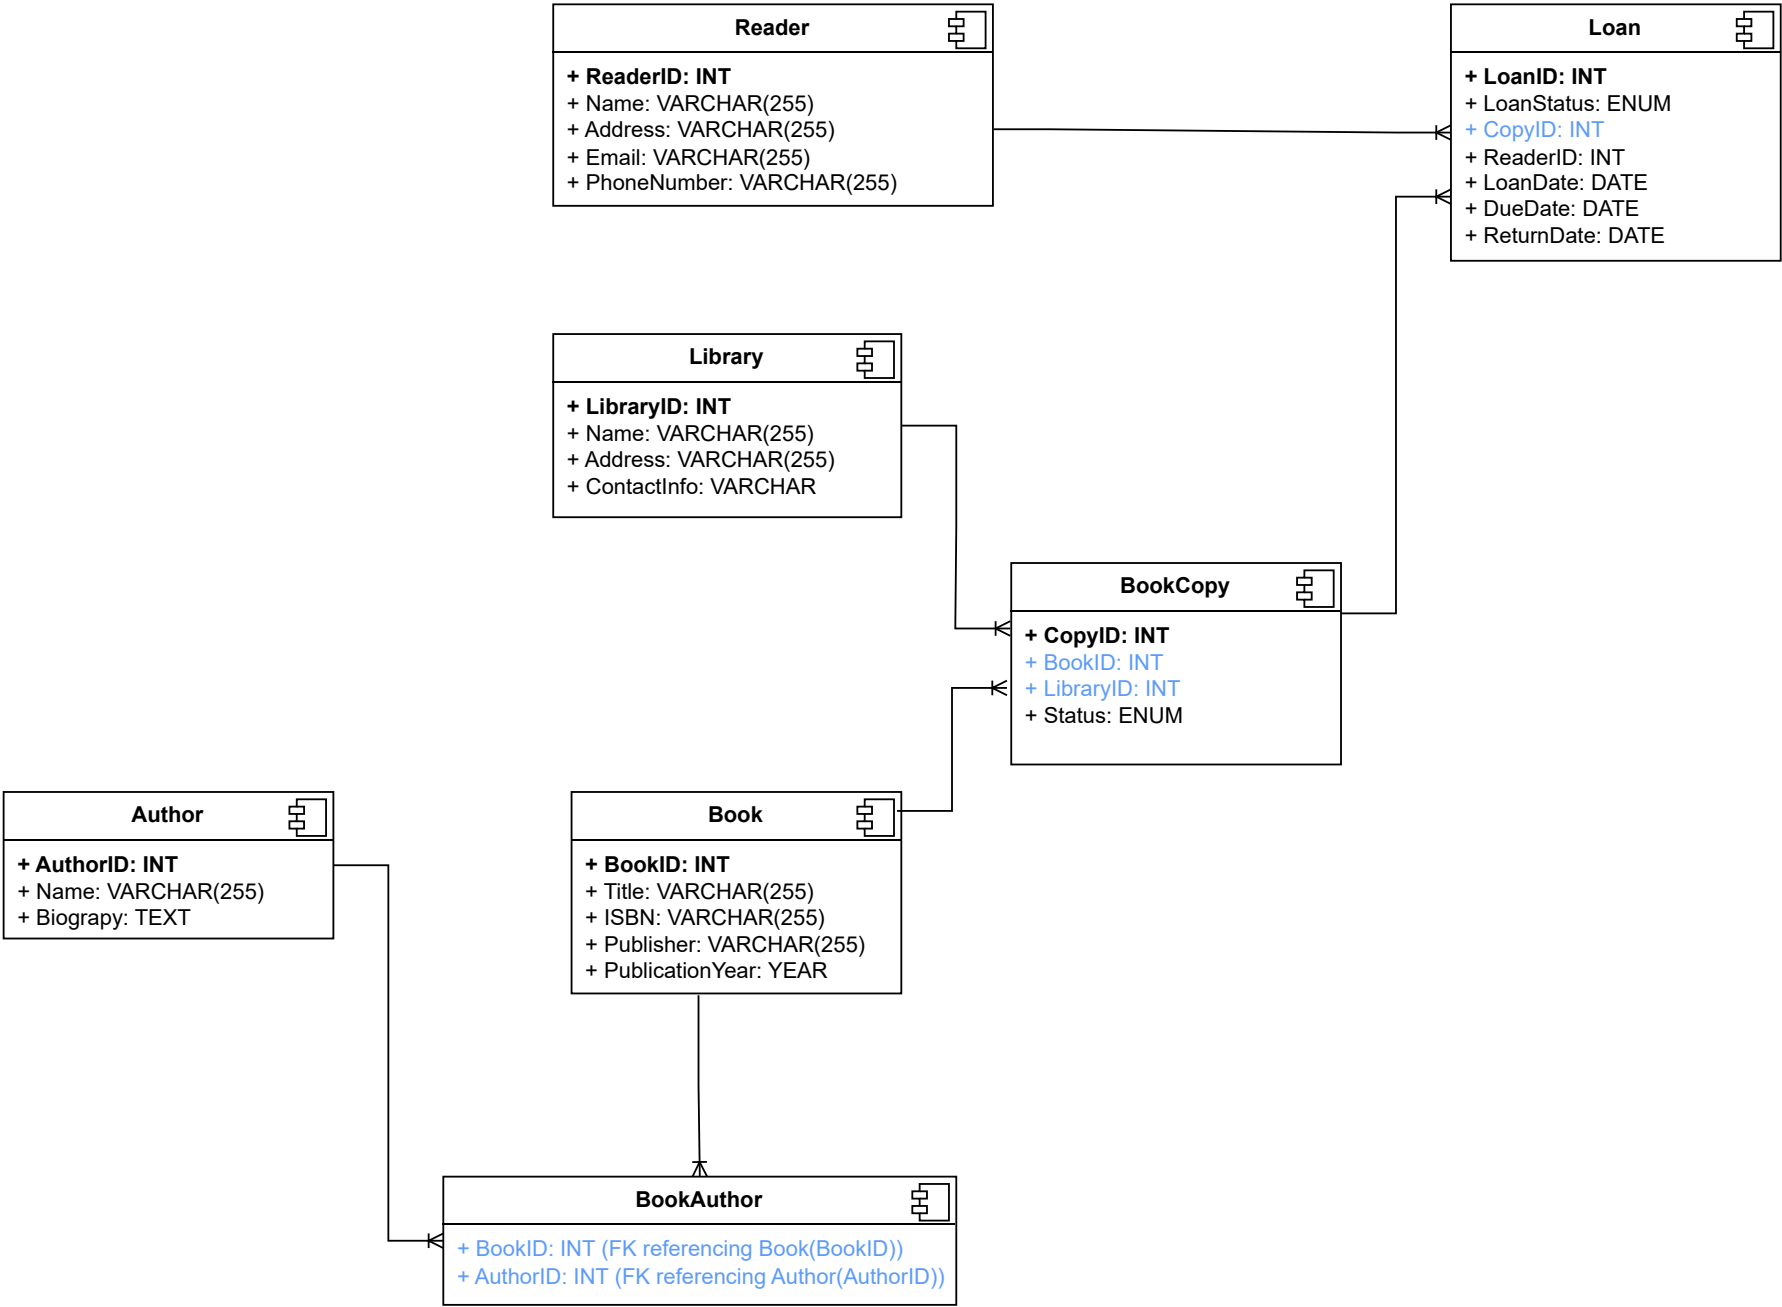 Reader
+ ReaderID: INT
+ Name: VARCHAR(255)
+ Address: VARCHAR(255)
+ Email: VARCHAR(255)
+ PhoneNumber: VARCHAR(255)
Loan
+ LoanID: INT
+ LoanStatus: ENUM
+ CopyID: INT
+ ReaderID: INT
+ LoanDate: DATE
+ DueDate: DATE
+ ReturnDate: DATE
Library
+ LibraryID: INT
+ Name: VARCHAR(255)
+ Address: VARCHAR(255)
+ ContactInfo: VARCHAR
BookCopy
+ CopyID: INT
+ BookID: INT
+ LibraryID: INT
+ Status: ENUM
Author
+ AuthorID: INT
+ Name: VARCHAR(255)
+ Biograpy: TEXT
Book
+ BookID: INT
+ Title: VARCHAR(255)
+ ISBN: VARCHAR(255)
+ Publisher: VARCHAR(255)
+ PublicationYear: YEAR
BookAuthor
+ BookID: INT (FK referencing Book(BookID))
+ AuthorID: INT (FK referencing Author(AuthorID))